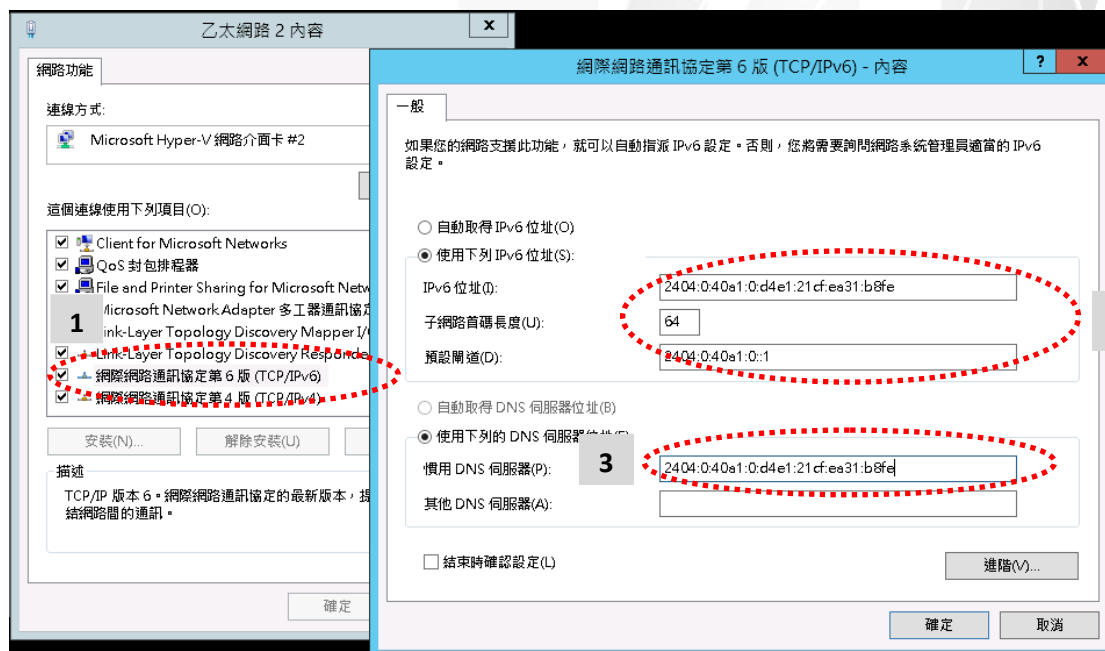 乙太網路 2 內容
x
網路功能
連線方式:
Microsoft Hyper-V 網路介面卡 #2
這個連線使用下列項目(O):
Client for Microsoft Networks
QoS 封包排程器
File and Printer Sharing for Microsoft Netw
Microsoft Network Adapter 多工器通訊協定
1
Link-Layer Topology Discovery Mapper I/
Link-Layer Topology Discovery Responde
網際網路通訊協定第 6 版 (TCP/IPv6)
網際網路通訊協定第 4 版 (TCP/IPv4)
安裝(N)...
解除安裝(U)
描述
TCP/IP 版本 6。網際網路通訊協定的最新版本，提
結網路間的通訊。
確定
網際網路通訊協定第 6 版 (TCP/IPv6) - 內容
?
x
一般
如果您的網路支援此功能，就可以自動指派 IPv6 設定。否則，您將需要詢問網路系統管理員適當的 IPv6
設定。
自動取得 IPv6 位址(O)
使用下列 IPv6 位址(S):
IPv6 位址(I):
2404:0:40a1:0:d4e1:21cf:ea31:b8fe
子網路首碼長度(U):
64
預設閘道(D):
2404:0:40a1:0::1
自動取得 DNS 伺服器位址(B)
使用下列的 DNS 伺服器位址(E)
慣用 DNS 伺服器(P):
3
2404:0:40a1:0:d4e1:21cf:ea31:b8fe
其他 DNS 伺服器(A):
結束時確認設定(L)
進階(V)...
確定
取消